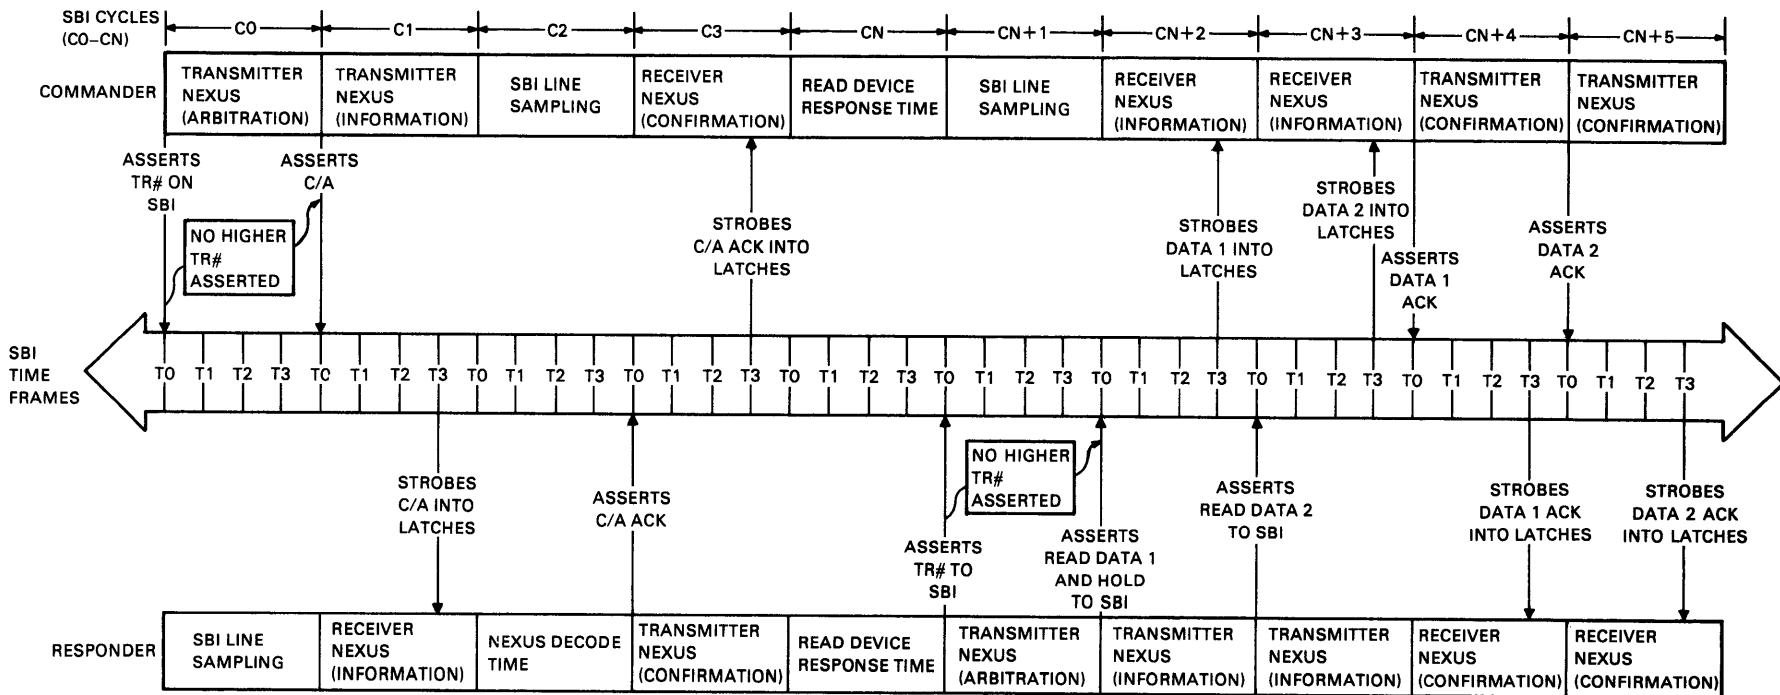 SBI CYCLES
(CO–CN)
CO
C1
C2
C3
CN
CN+1
CN+2
CN+3
CN+4
CN+5
COMMANDER
TRANSMITTER
NEXUS
(ARBITRATION)
TRANSMITTER
NEXUS
(INFORMATION)
SBI LINE
SAMPLING
RECEIVER
NEXUS
(CONFIRMATION)
READ DEVICE
RESPONSE TIME
SBI LINE
SAMPLING
RECEIVER
NEXUS
(INFORMATION)
RECEIVER
NEXUS
(INFORMATION)
TRANSMITTER
NEXUS
(CONFIRMATION)
TRANSMITTER
NEXUS
(CONFIRMATION)
ASSERTS
TR# ON
SBI
NO HIGHER
TR#
ASSERTED
ASSERTS
C/A
STROBES
C/A ACK INTO
LATCHES
STROBES
DATA 1 INTO
LATCHES
STROBES
DATA 2 INTO
LATCHES
ASSERTS
DATA 1
ACK
ASSERTS
DATA 2
ACK
SBI
TIME
FRAMES
T0 T1 T2 T3 T0 T1 T2 T3 T0 T1 T2 T3 T0 T1 T2 T3 T0 T1 T2 T3 T0 T1 T2 T3 T0 T1 T2 T3 T0 T1 T2 T3 T0 T1 T2 T3 T0 T1 T2 T3
STROBES
C/A INTO
LATCHES
ASSERTS
C/A ACK
ASSERTS
TR# TO
SBI
NO HIGHER
TR#
ASSERTED
ASSERTS
READ DATA 1
AND HOLD
TO SBI
ASSERTS
READ DATA 2
TO SBI
STROBES
DATA 1 ACK
INTO LATCHES
STROBES
DATA 2 ACK
INTO LATCHES
RESPONDER
SBI LINE
SAMPLING
RECEIVER
NEXUS
(INFORMATION)
NEXUS DECODE
TIME
TRANSMITTER
NEXUS
(CONFIRMATION)
READ DEVICE
RESPONSE TIME
TRANSMITTER
NEXUS
(ARBITRATION)
TRANSMITTER
NEXUS
(INFORMATION)
TRANSMITTER
NEXUS
(INFORMATION)
RECEIVER
NEXUS
(CONFIRMATION)
RECEIVER
NEXUS
(CONFIRMATION)